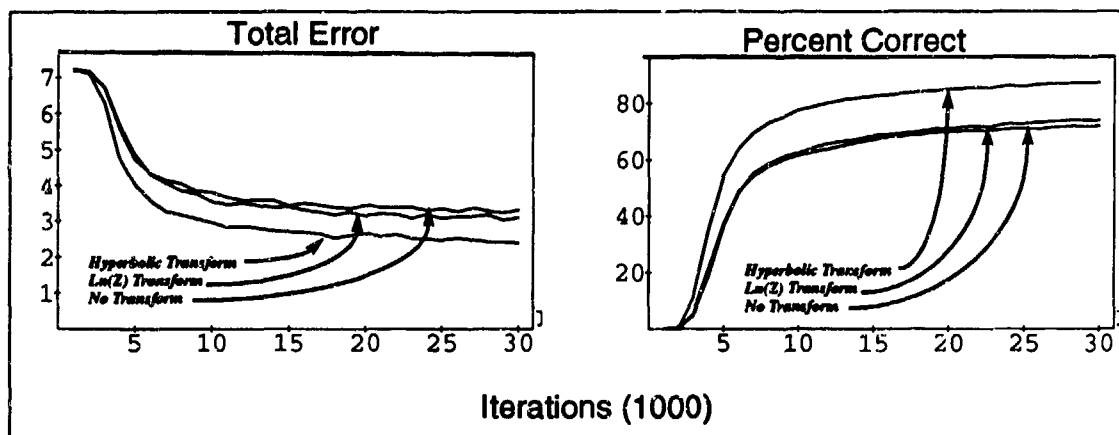 Total Error
7
6
5
4
3
2
1
Hyperbolic Transform
Ln(Z) Transform
No Transform
5 10 15 20 25 30
Percent Correct
80
60
40
20
Hyperbolic Transform
Ln(Z) Transform
No Transform
5 10 15 20 25 30
Iterations (1000)